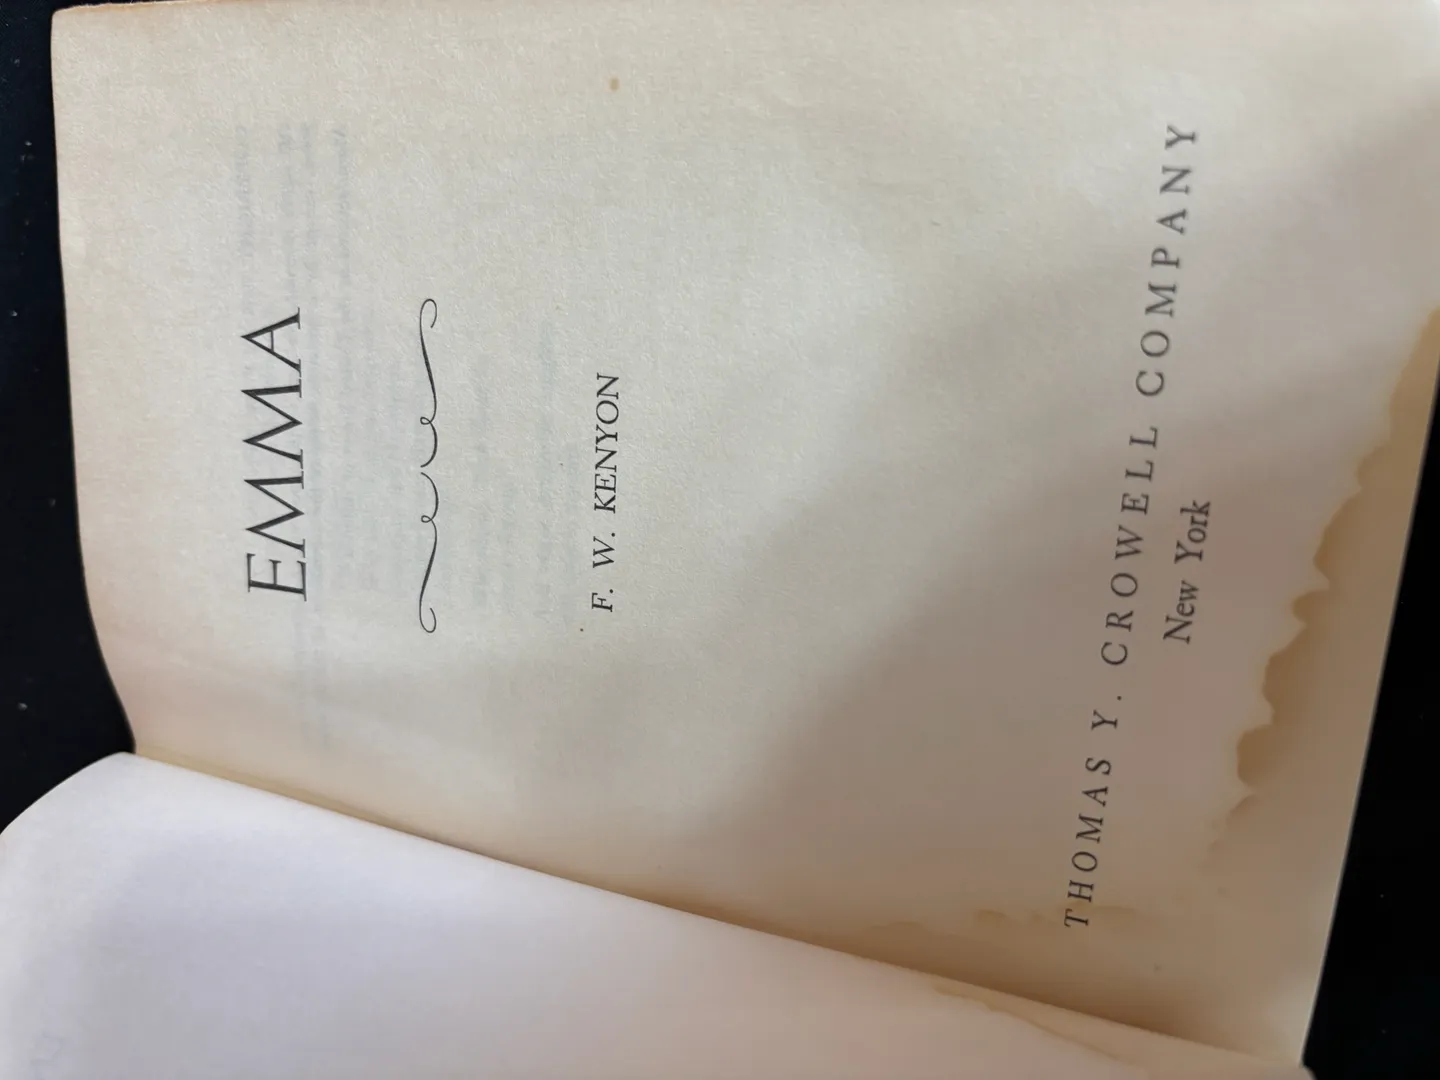 EMMA
F. W. KENYON
THOMAS Y. CROWELL COMPANY
New York